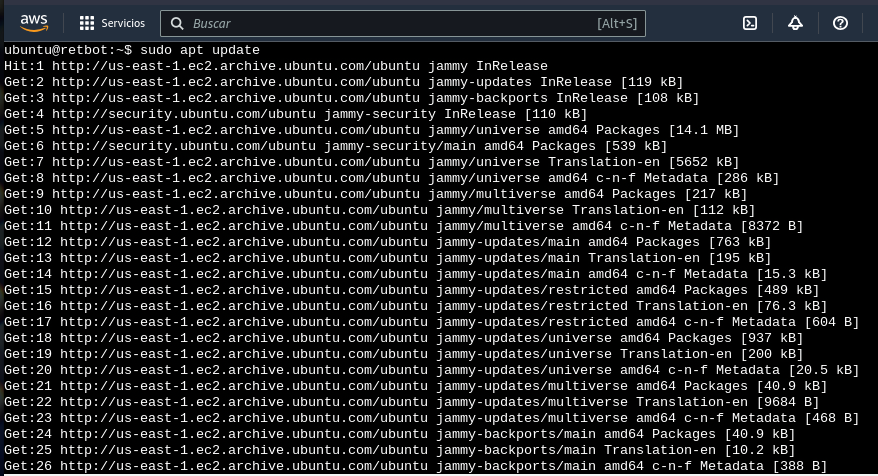 aws Servicios Buscar [Alt+S]
ubuntu@retbot:~$ sudo apt update
Hit:1 http://us-east-1.ec2.archive.ubuntu.com/ubuntu jammy InRelease
Get:2 http://us-east-1.ec2.archive.ubuntu.com/ubuntu jammy-updates InRelease [119 kB]
Get:3 http://us-east-1.ec2.archive.ubuntu.com/ubuntu jammy-backports InRelease [108 kB]
Get:4 http://security.ubuntu.com/ubuntu jammy-security InRelease [110 kB]
Get:5 http://us-east-1.ec2.archive.ubuntu.com/ubuntu jammy/universe amd64 Packages [14.1 MB]
Get:6 http://security.ubuntu.com/ubuntu jammy-security/main amd64 Packages [539 kB]
Get:7 http://us-east-1.ec2.archive.ubuntu.com/ubuntu jammy/universe Translation-en [5652 kB]
Get:8 http://us-east-1.ec2.archive.ubuntu.com/ubuntu jammy/universe amd64 c-n-f Metadata [286 kB]
Get:9 http://us-east-1.ec2.archive.ubuntu.com/ubuntu jammy/multiverse amd64 Packages [217 kB]
Get:10 http://us-east-1.ec2.archive.ubuntu.com/ubuntu jammy/multiverse Translation-en [112 kB]
Get:11 http://us-east-1.ec2.archive.ubuntu.com/ubuntu jammy/multiverse amd64 c-n-f Metadata [8372 B]
Get:12 http://us-east-1.ec2.archive.ubuntu.com/ubuntu jammy-updates/main amd64 Packages [763 kB]
Get:13 http://us-east-1.ec2.archive.ubuntu.com/ubuntu jammy-updates/main Translation-en [195 kB]
Get:14 http://us-east-1.ec2.archive.ubuntu.com/ubuntu jammy-updates/main amd64 c-n-f Metadata [15.3 kB]
Get:15 http://us-east-1.ec2.archive.ubuntu.com/ubuntu jammy-updates/restricted amd64 Packages [489 kB]
Get:16 http://us-east-1.ec2.archive.ubuntu.com/ubuntu jammy-updates/restricted Translation-en [76.3 kB]
Get:17 http://us-east-1.ec2.archive.ubuntu.com/ubuntu jammy-updates/restricted amd64 c-n-f Metadata [604 B]
Get:18 http://us-east-1.ec2.archive.ubuntu.com/ubuntu jammy-updates/universe amd64 Packages [937 kB]
Get:19 http://us-east-1.ec2.archive.ubuntu.com/ubuntu jammy-updates/universe Translation-en [200 kB]
Get:20 http://us-east-1.ec2.archive.ubuntu.com/ubuntu jammy-updates/universe amd64 c-n-f Metadata [20.5 kB]
Get:21 http://us-east-1.ec2.archive.ubuntu.com/ubuntu jammy-updates/multiverse amd64 Packages [40.9 kB]
Get:22 http://us-east-1.ec2.archive.ubuntu.com/ubuntu jammy-updates/multiverse Translation-en [9684 B]
Get:23 http://us-east-1.ec2.archive.ubuntu.com/ubuntu jammy-updates/multiverse amd64 c-n-f Metadata [468 B]
Get:24 http://us-east-1.ec2.archive.ubuntu.com/ubuntu jammy-backports/main amd64 Packages [40.9 kB]
Get:25 http://us-east-1.ec2.archive.ubuntu.com/ubuntu jammy-backports/main Translation-en [10.2 kB]
Get:26 http://us-east-1.ec2.archive.ubuntu.com/ubuntu jammy-backports/main amd64 c-n-f Metadata [388 B]